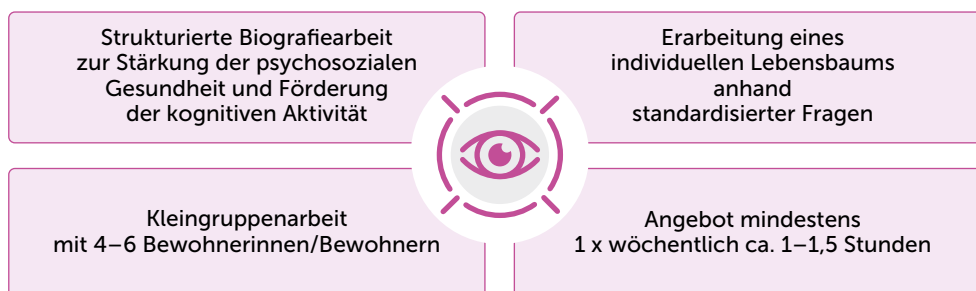 Strukturierte Biografiearbeit
zur Stärkung der psychosozialen
Gesundheit und Förderung
der kognitiven Aktivität
Erarbeitung eines
individuellen Lebensbaums
anhand
standardisierter Fragen
Kleingruppenarbeit
mit 4–6 Bewohnerinnen/Bewohnern
Angebot mindestens
1 x wöchentlich ca. 1–1,5 Stunden